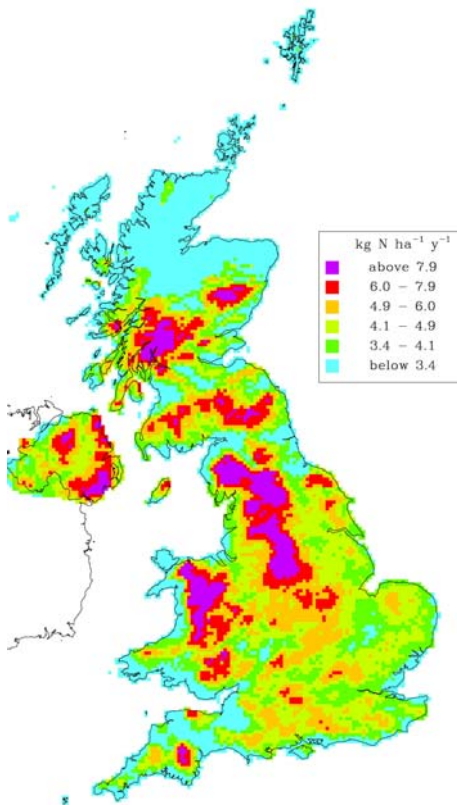 kg N ha⁻¹ y⁻¹
above 7.9
6.0 – 7.9
4.9 – 6.0
4.1 – 4.9
3.4 – 4.1
below 3.4